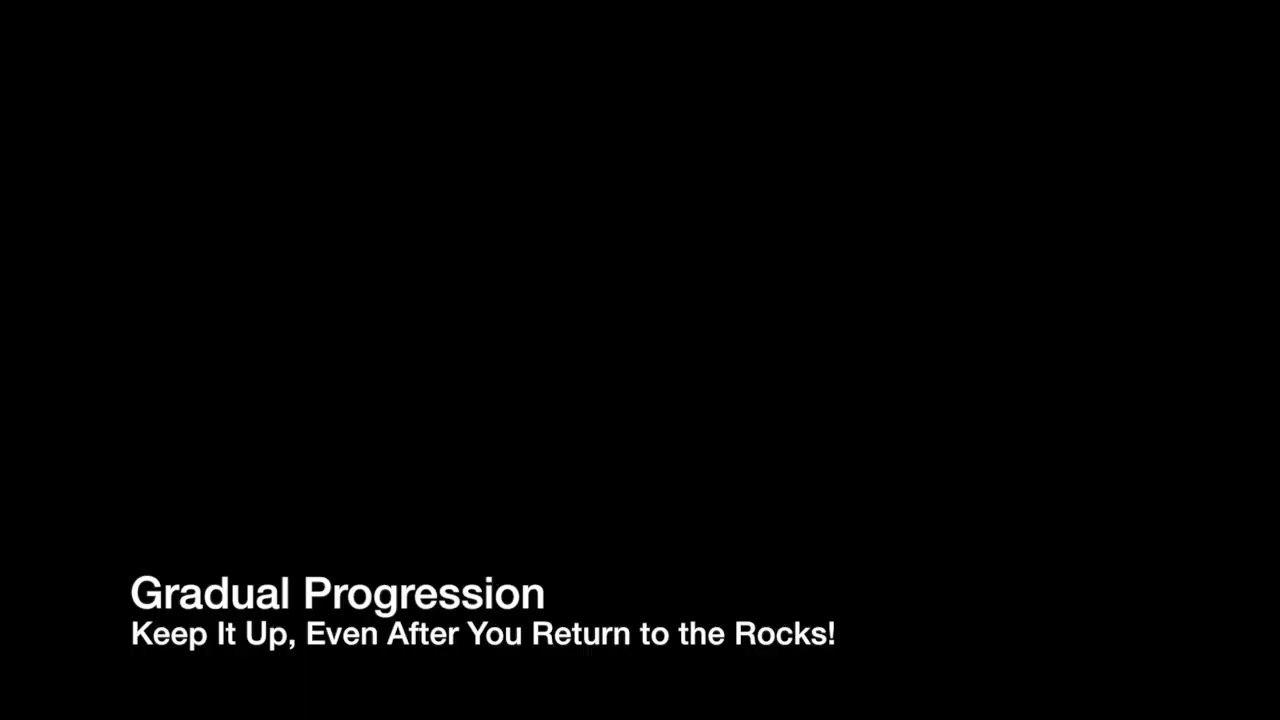 Gradual Progression
Keep It Up, Even After You Return to the Rocks!